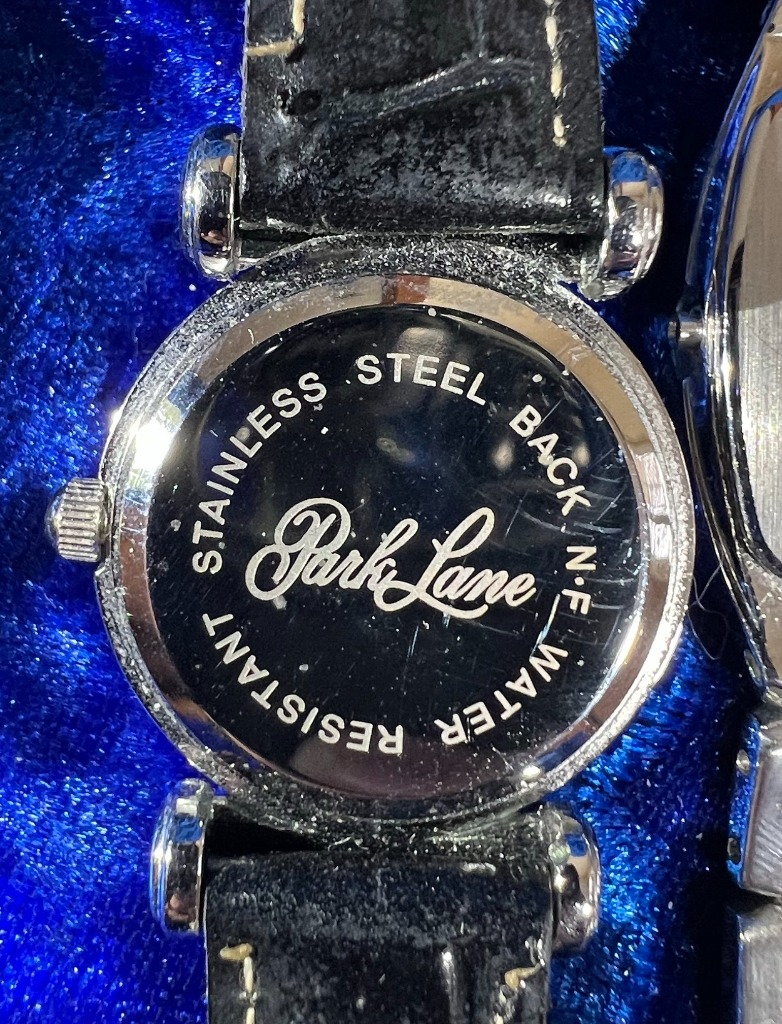 STAINLESS STEEL BACK N.F. WATER RESISTANT
Park Lane